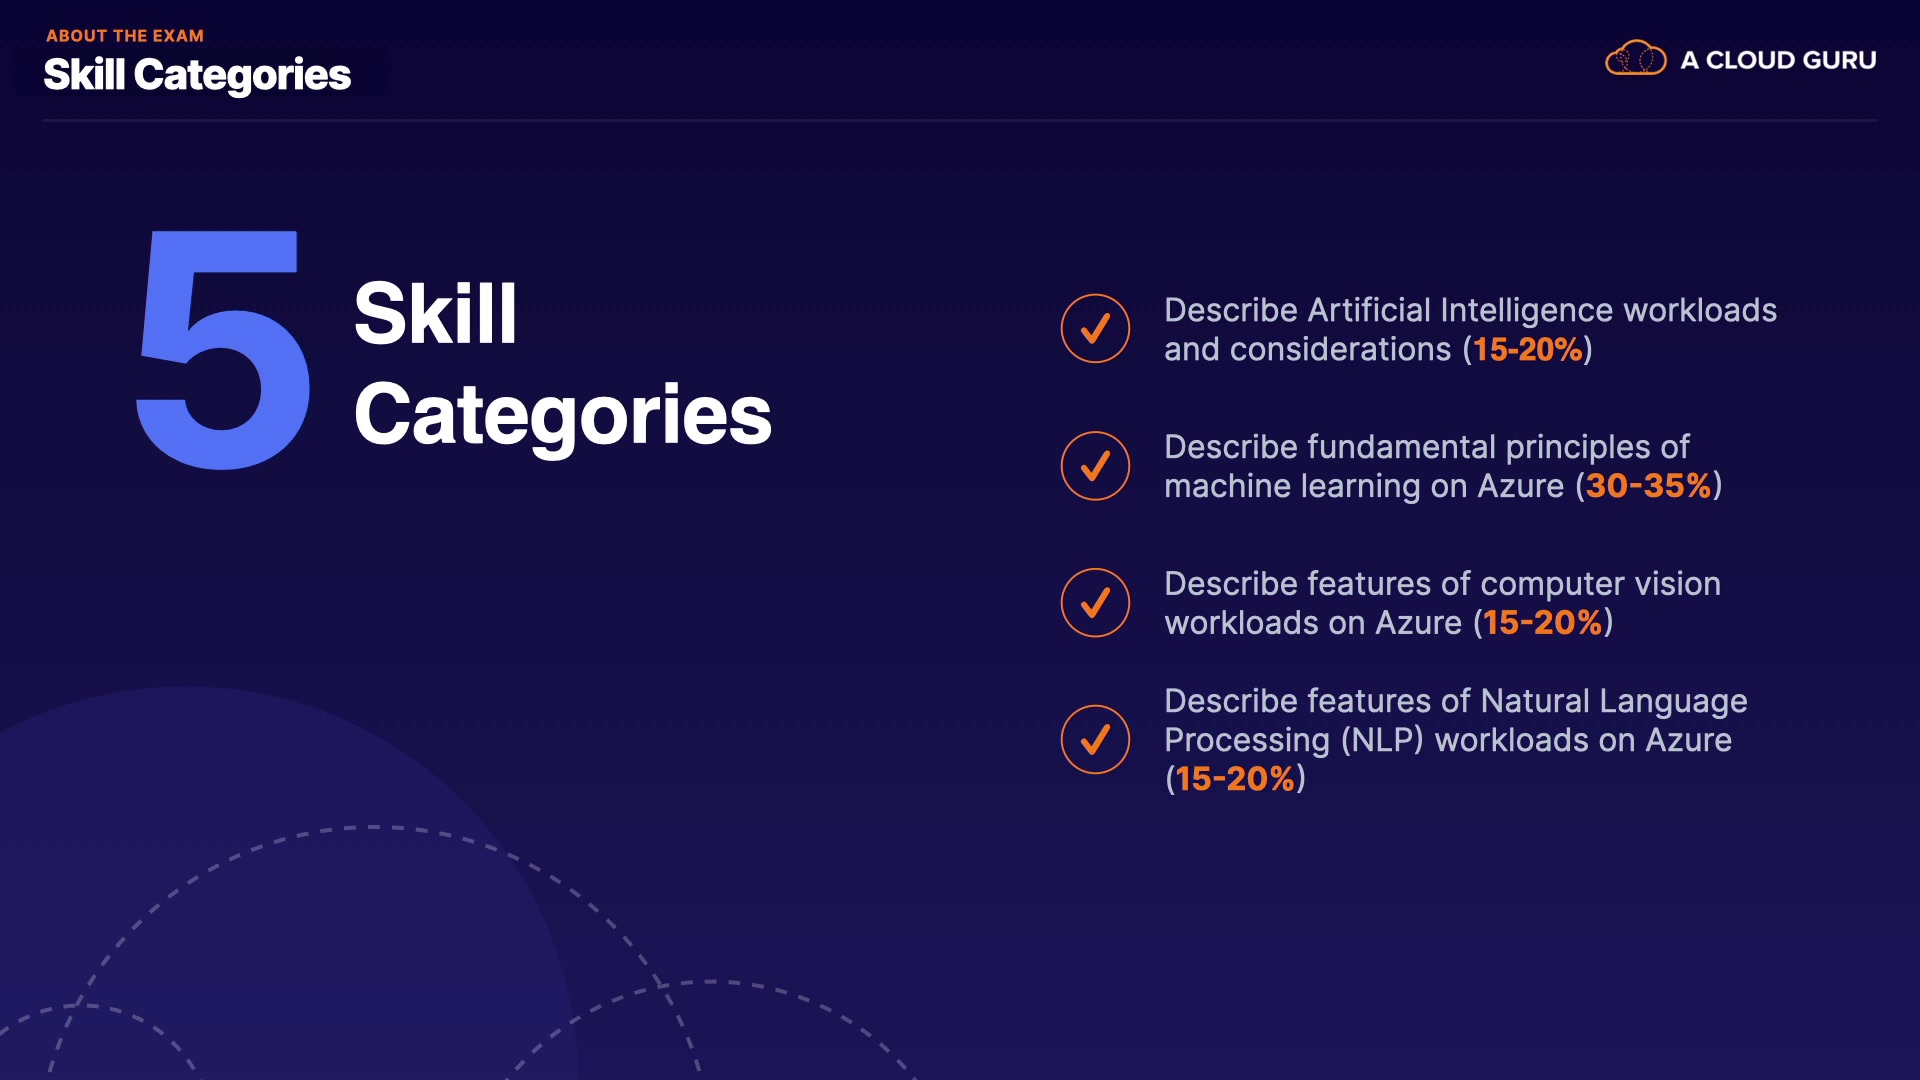 ABOUT THE EXAM
Skill Categories
A CLOUD GURU
5
Skill
Categories
Describe Artificial Intelligence workloads
and considerations (15-20%)
Describe fundamental principles of
machine learning on Azure (30-35%)
Describe features of computer vision
workloads on Azure (15-20%)
Describe features of Natural Language
Processing (NLP) workloads on Azure
(15-20%)